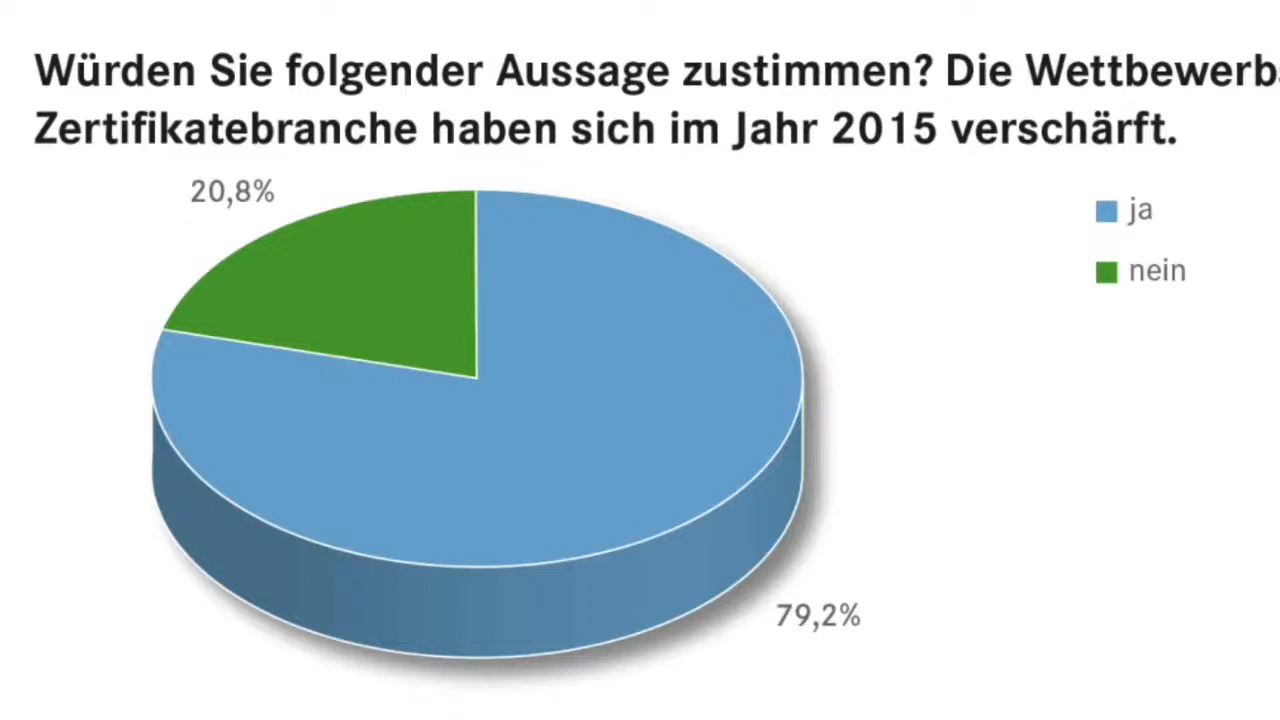 Würden Sie folgender Aussage zustimmen? Die
Zertifikatebranche haben sich im Jahr 2015 verschärft.
20,8%
ja
nein
79,2%